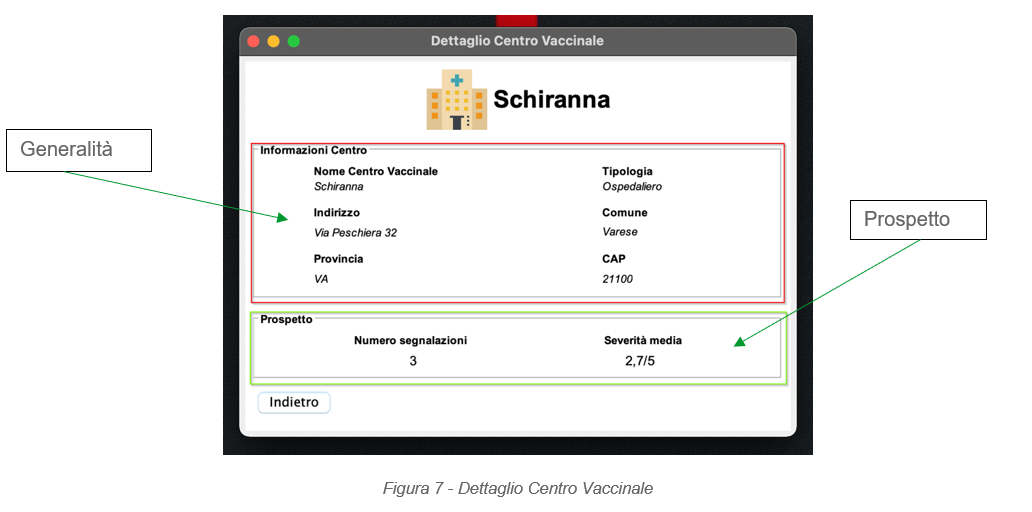 Dettaglio Centro Vaccinale
Schiranna
Generalità
Informazioni Centro
Nome Centro Vaccinale Tipologia
Schiranna Ospedaliero
Indirizzo Comune
Via Peschiera 32 Varese
Provincia CAP
VA 21100
Prospetto
Prospetto
Numero segnalazioni Severità media
3 2,7/5
Indietro
Figura 7 - Dettaglio Centro Vaccinale